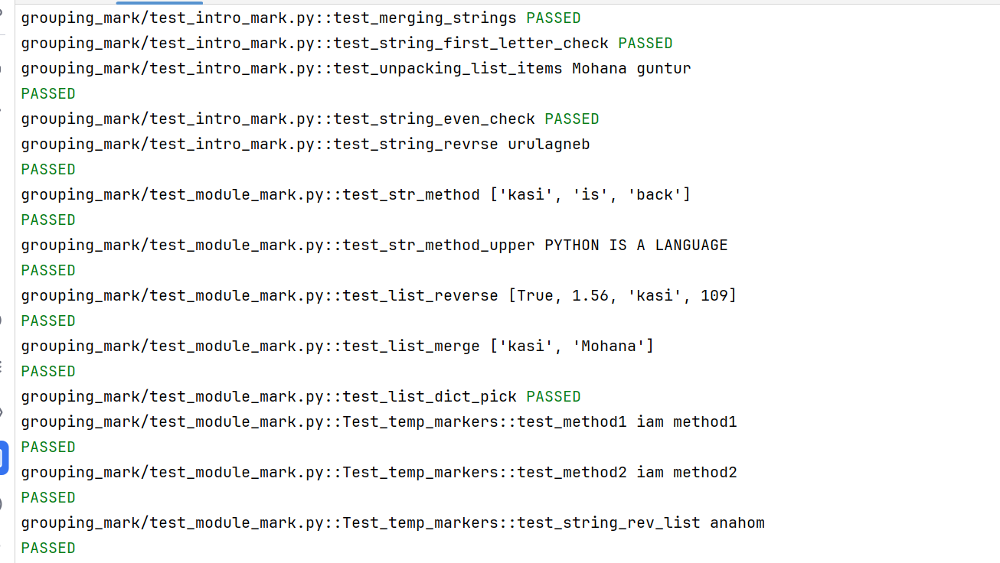 grouping_mark/test_intro_mark.py::test_merging_strings PASSED
grouping_mark/test_intro_mark.py::test_string_first_letter_check PASSED
grouping_mark/test_intro_mark.py::test_unpacking_list_items Mohana guntur
PASSED
grouping_mark/test_intro_mark.py::test_string_even_check PASSED
grouping_mark/test_intro_mark.py::test_string_revrse urulagneb
PASSED
grouping_mark/test_module_mark.py::test_str_method ['kasi', 'is', 'back']
PASSED
grouping_mark/test_module_mark.py::test_str_method_upper PYTHON IS A LANGUAGE
PASSED
grouping_mark/test_module_mark.py::test_list_reverse [True, 1.56, 'kasi', 109]
PASSED
grouping_mark/test_module_mark.py::test_list_merge ['kasi', 'Mohana']
PASSED
grouping_mark/test_module_mark.py::test_list_dict_pick PASSED
grouping_mark/test_module_mark.py::Test_temp_markers::test_method1 iam method1
PASSED
grouping_mark/test_module_mark.py::Test_temp_markers::test_method2 iam method2
PASSED
grouping_mark/test_module_mark.py::Test_temp_markers::test_string_rev_list anahom
PASSED